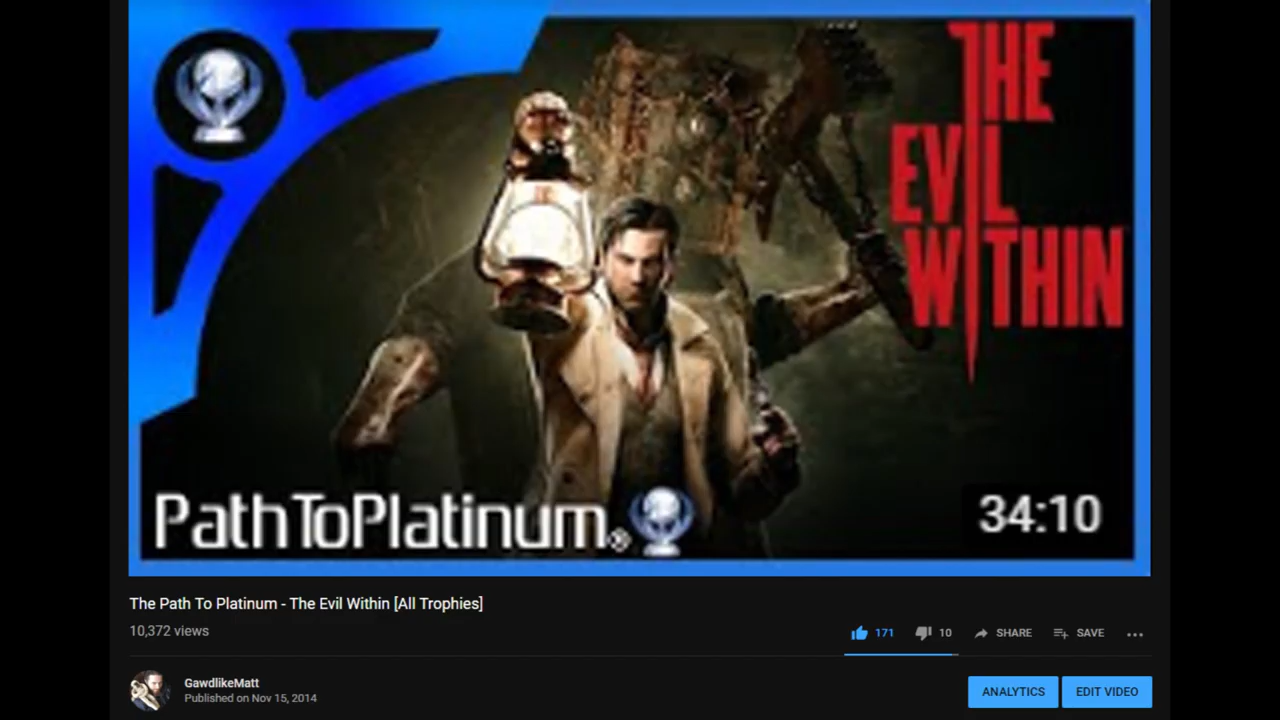 THE
EVIL
WITHIN
PathToPlatinum®
34:10
The Path To Platinum - The Evil Within [All Trophies]
10,372 views
171
10
SHARE
SAVE
GawdlikeMatt
Published on Nov 15, 2014
ANALYTICS
EDIT VIDEO